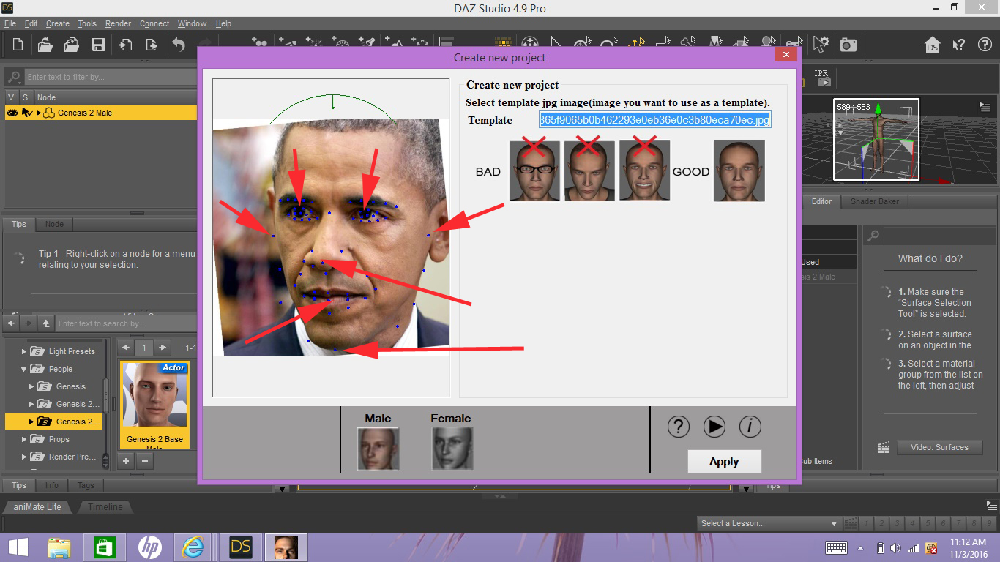 DS
DAZ Studio 4.9 Pro
File Edit Create Tools Render Connect Window Help
DS
Create new project
Enter text to filter by...
V S Node
Genesis 2 Male
Create new project
Select template jpg image(image you want to use as a template).
Template 365f9065b0b462293e0eb36e0c3b80eca70ec.jpg
BAD GOOD
IPR
Tips Node
Tip 1 - Right-click on a node for a menu
relating to your selection.
Enter text to search by...
Light Presets
People
Genesis
Genesis 2...
Genesis 2...
Props
Render Pre...
1 1-1
Actor
Genesis 2 Base
Male
Male Female
Apply
Editor Shader Baker
Used
sis 2 Male
What do I do?
1. Make sure the
“Surface Selection
Tool” is selected.
2. Select a surface
on an object in the
3. Select a material
group from the list on
the left, then adjust
Video: Surfaces
ub Items
Tips Info Tags
Tips
aniMate Lite Timeline
Select a Lesson... 1 2 3 4 5 6 7 8 9
hp
DS
11:12 AM
11/3/2016